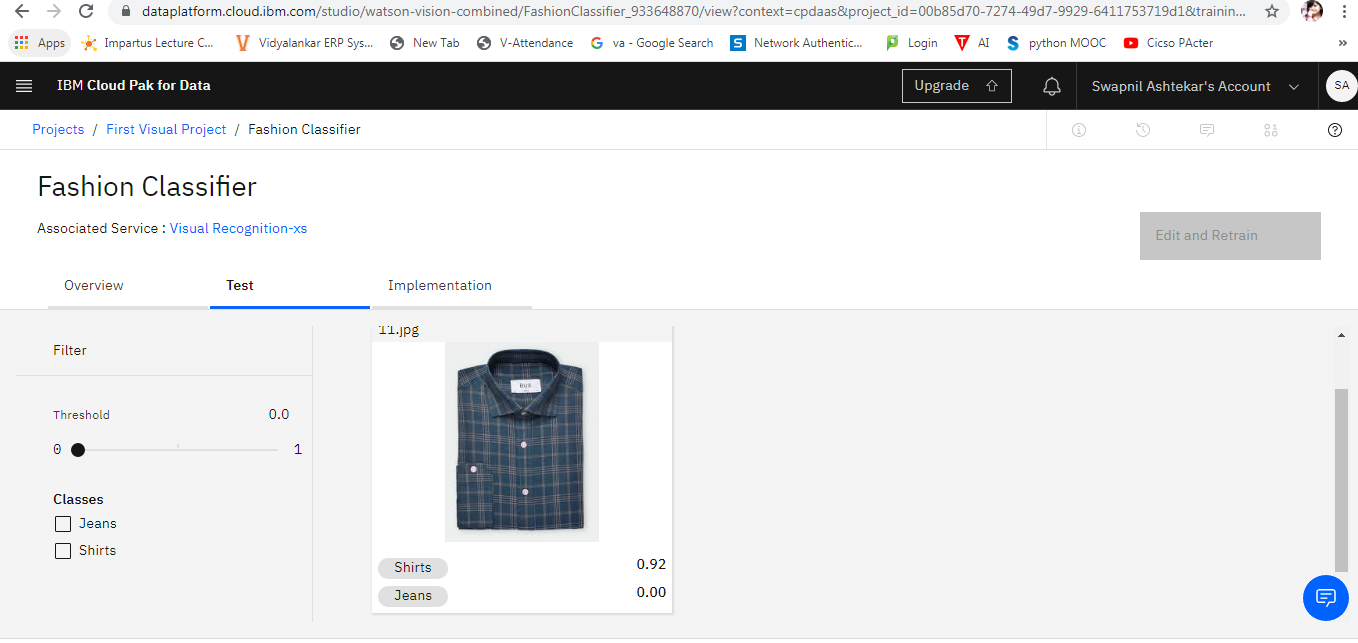 dataplatform.cloud.ibm.com/studio/watson-vision-combined/FashionClassifier_933648870/view?context=cpdaas&project_id=00b85d70-7274-49d7-9929-6411753719d1&trainin...
Apps Impartus Lecture C... Vidyalankar ERP Sys... New Tab V-Attendance va - Google Search Network Authentic... Login AI python MOOC Cicso PActer »
IBM Cloud Pak for Data Upgrade Swapnil Ashtekar's Account SA
Projects / First Visual Project / Fashion Classifier
Fashion Classifier
Associated Service : Visual Recognition-xs
Edit and Retrain
Overview Test Implementation
11.jpg
Filter
Threshold 0.0
0 1
Classes
Jeans
Shirts
Shirts 0.92
Jeans 0.00